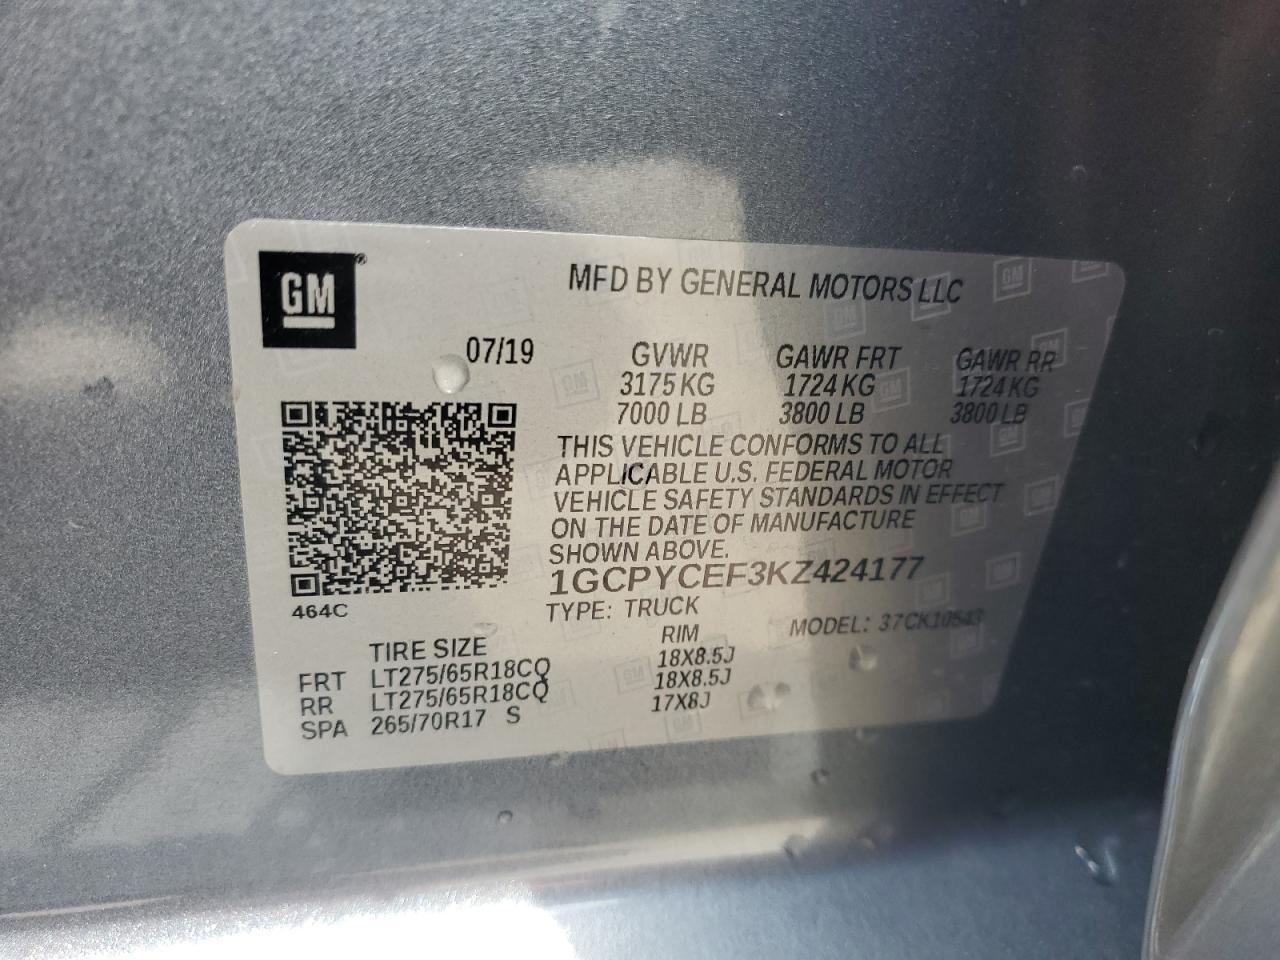 GM®
MFD BY GENERAL MOTORS LLC
07/19
GVWR GAWR FRT GAWR RR
3175 KG 1724 KG 1724 KG
7000 LB 3800 LB 3800 LB
THIS VEHICLE CONFORMS TO ALL
APPLICABLE U.S. FEDERAL MOTOR
VEHICLE SAFETY STANDARDS IN EFFECT
ON THE DATE OF MANUFACTURE
SHOWN ABOVE.
1GCPYCEF3KZ424177
464C
TYPE: TRUCK MODEL: 37CK10543
TIRE SIZE RIM
FRT LT275/65R18CQ 18X8.5J
RR LT275/65R18CQ 18X8.5J
SPA 265/70R17 S 17X8J